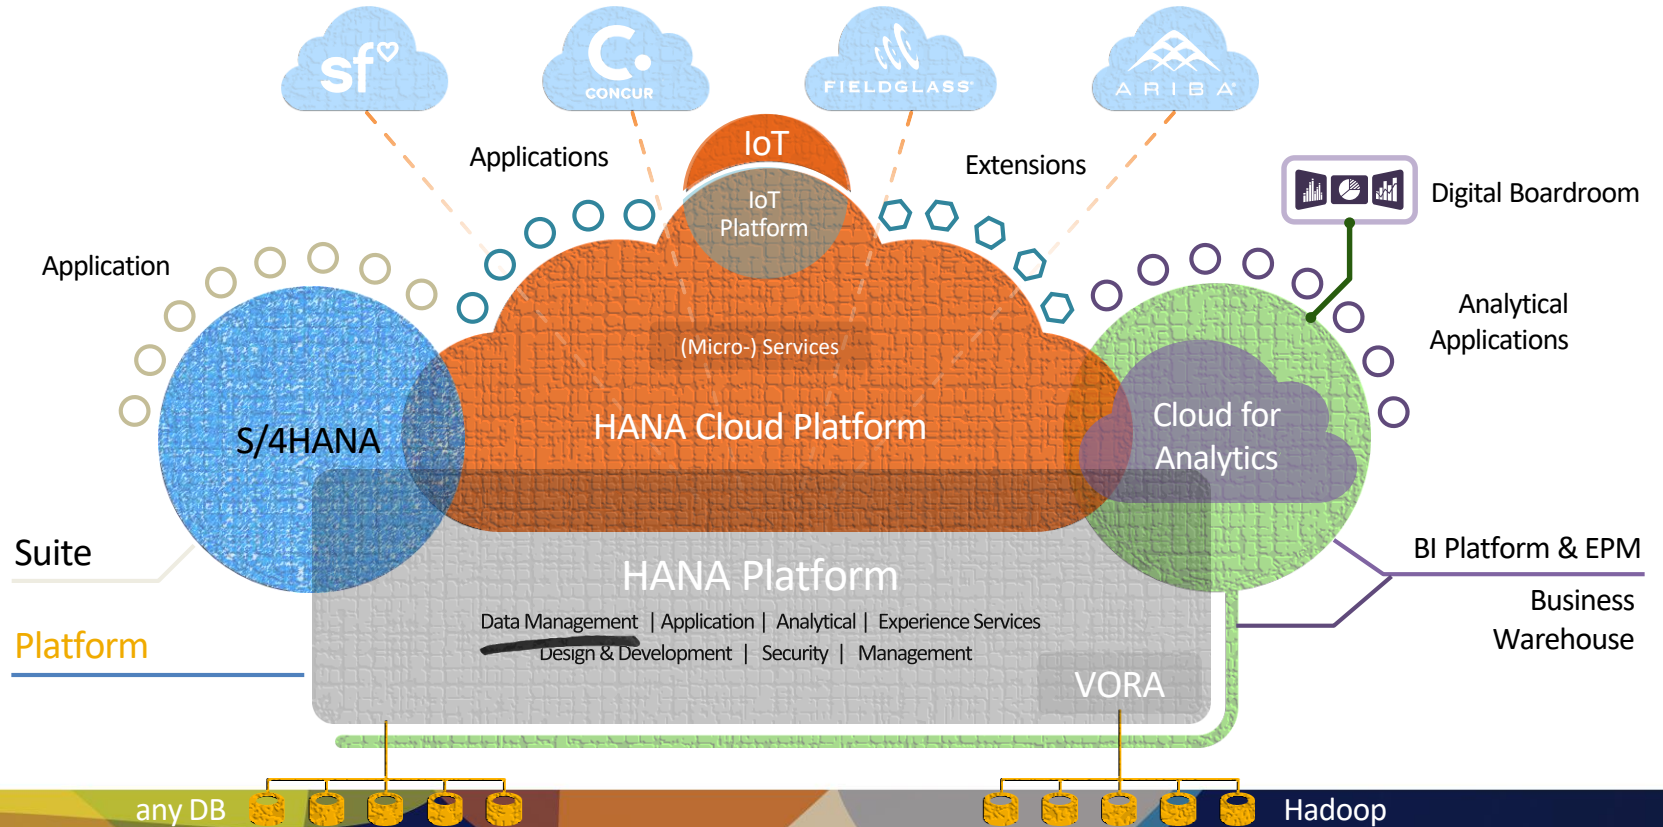 sf
C.
CONCUR
FIELDGLASS
ARIBA
IoT
Applications
Extensions
IoT
Platform
Digital Boardroom
Application
Analytical
Applications
(Micro-) Services
S/4HANA
HANA Cloud Platform
Cloud for
Analytics
Suite
BI Platform & EPM
HANA Platform
Business
Warehouse
Data Management | Application | Analytical | Experience Services
Design & Development | Security | Management
Platform
VORA
any DB
Hadoop